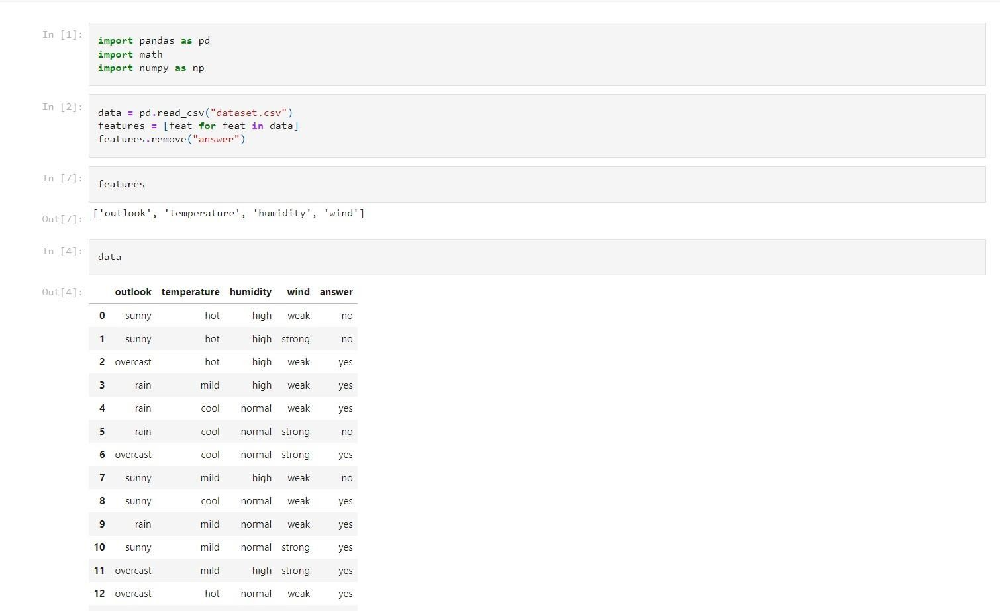 In [1]:
import pandas as pd
import math
import numpy as np
In [2]:
data = pd.read_csv("dataset.csv")
features = [feat for feat in data]
features.remove("answer")
In [7]:
features
Out[7]:
['outlook', 'temperature', 'humidity', 'wind']
In [4]:
data
Out[4]:
outlook temperature humidity wind answer
0 sunny hot high weak no
1 sunny hot high strong no
2 overcast hot high weak yes
3 rain mild high weak yes
4 rain cool normal weak yes
5 rain cool normal strong no
6 overcast cool normal strong yes
7 sunny mild high weak no
8 sunny cool normal weak yes
9 rain mild normal weak yes
10 sunny mild normal strong yes
11 overcast mild high strong yes
12 overcast hot normal weak yes